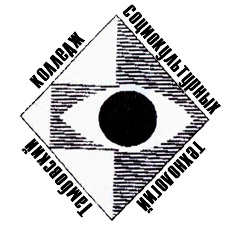 Тамбовский
колледж
социокультурных
технологий